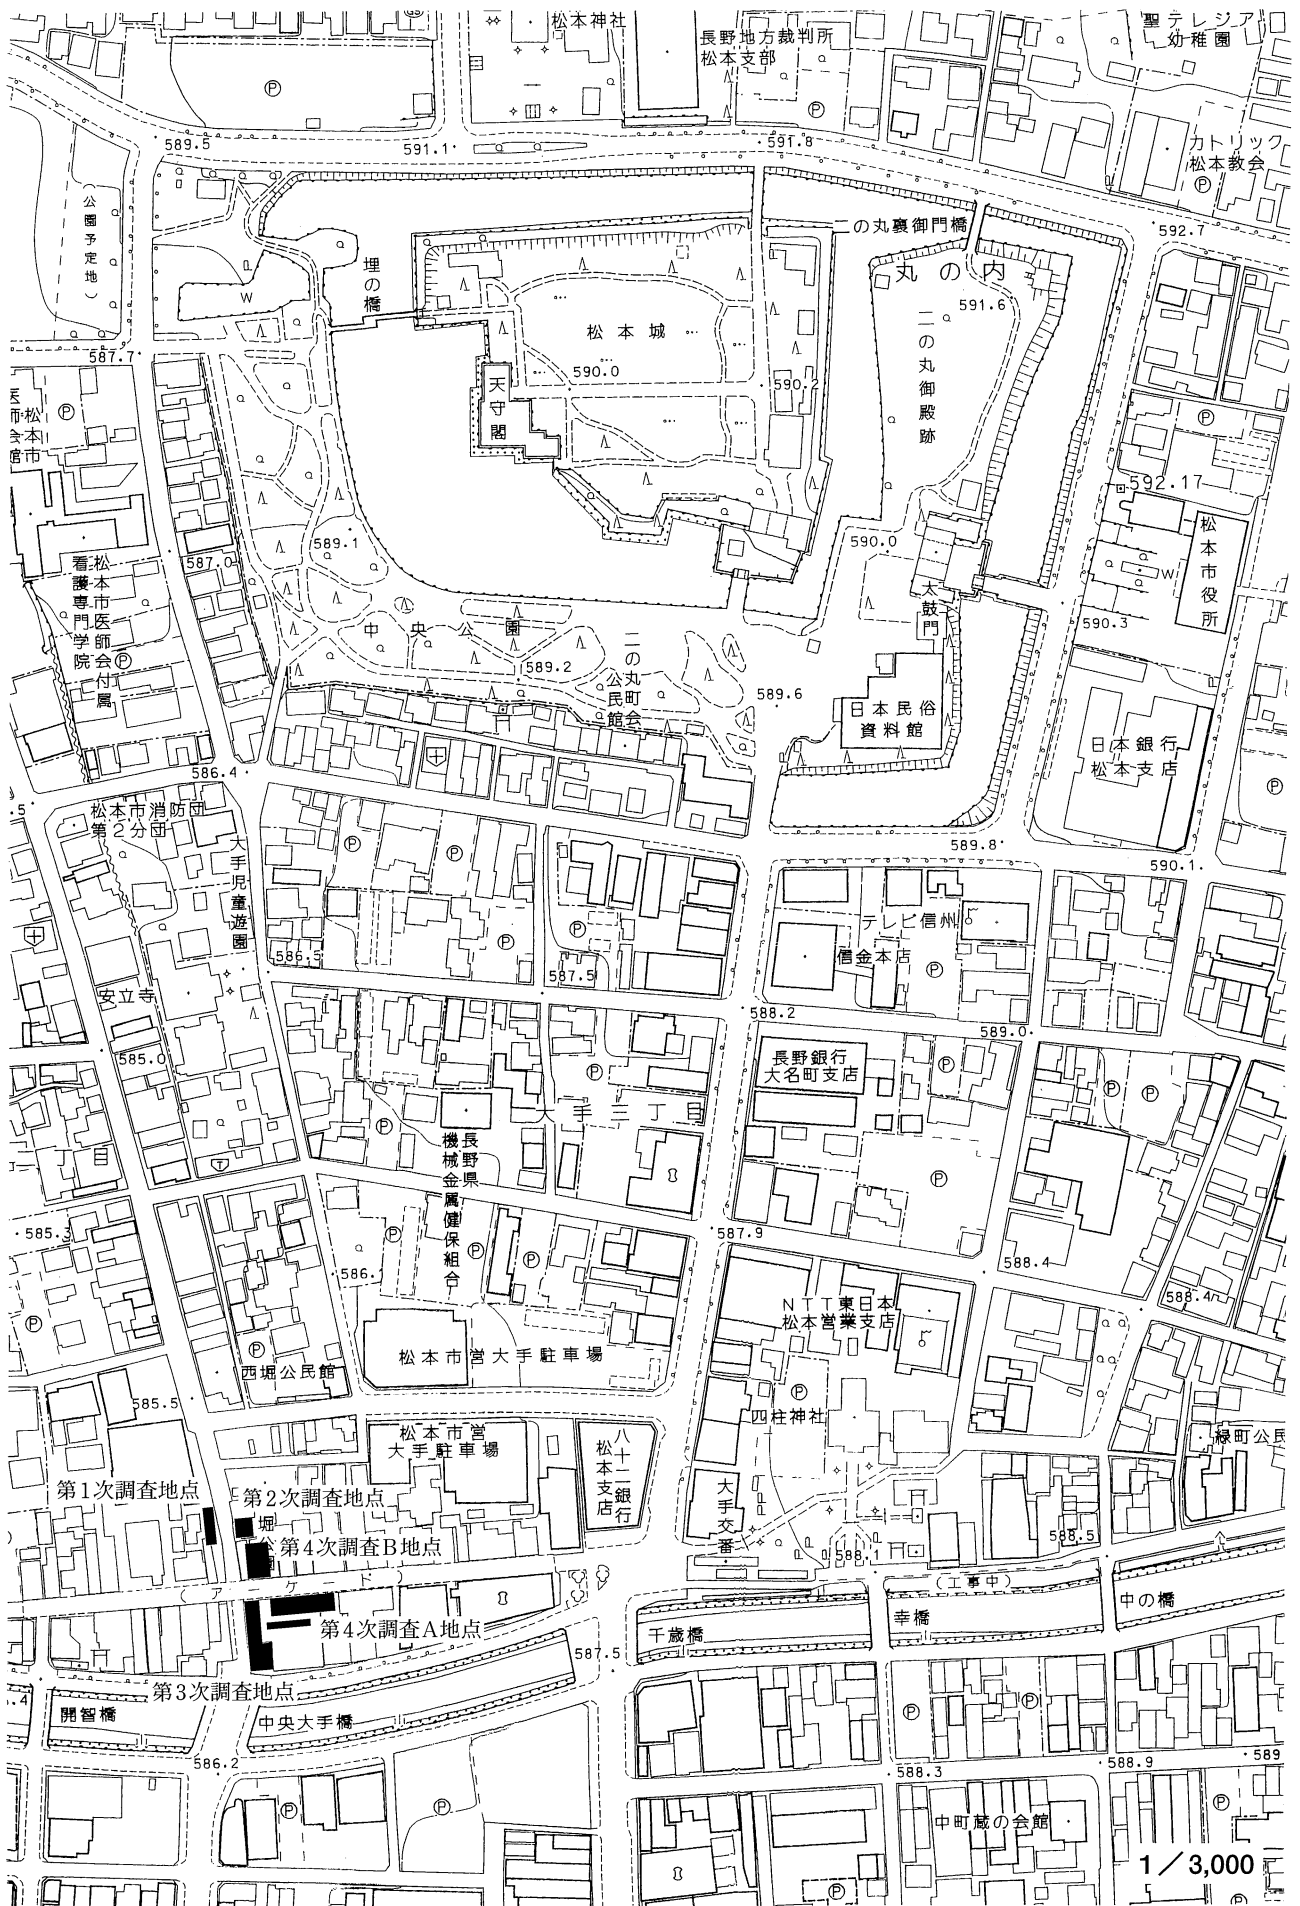 松本神社
長野地方裁判所
松本支部
聖テレジア
幼稚園
カトリック
松本教会
589.5
591.1
591.8
592.7
(公園予定地)
二の丸裏御門橋
丸の内
埋の橋
W
591.6
松本城
二の丸御殿跡
587.7
590.0
590.2
天守閣
592.17
松本市役所
W
589.1
590.0
587.0
太鼓門
590.3
松本市医師会付属
看護専門学院
中央公園
589.2
二の丸町会
公民館
589.6
日本民俗
資料館
日本銀行
松本支店
586.4
松本市消防団
第2分団
589.8
590.1
大手児童遊園
テレビ信州
信金本店
586.5
587.5
安立寺
588.2
589.0
585.0
長野銀行
大名町支店
大手三丁目
丁目
長野県
機械金属健保組合
585.3
587.9
586.1
588.4
588.4
NTT東日本
松本営業支店
松本市営大手駐車場
西堀公民館
585.5
四柱神社
松本市営
大手駐車場
八十二銀行
松本支店
緑町公民
第1次調査地点
第2次調査地点
大手交番
588.5
第4次調査B地点
588.1
(アーケード)
(工事中)
中の橋
幸橋
第4次調査A地点
千歳橋
587.5
第3次調査地点
開智橋
中央大手橋
586.2
588.3
588.9
589
中町蔵の会館
1/3,000